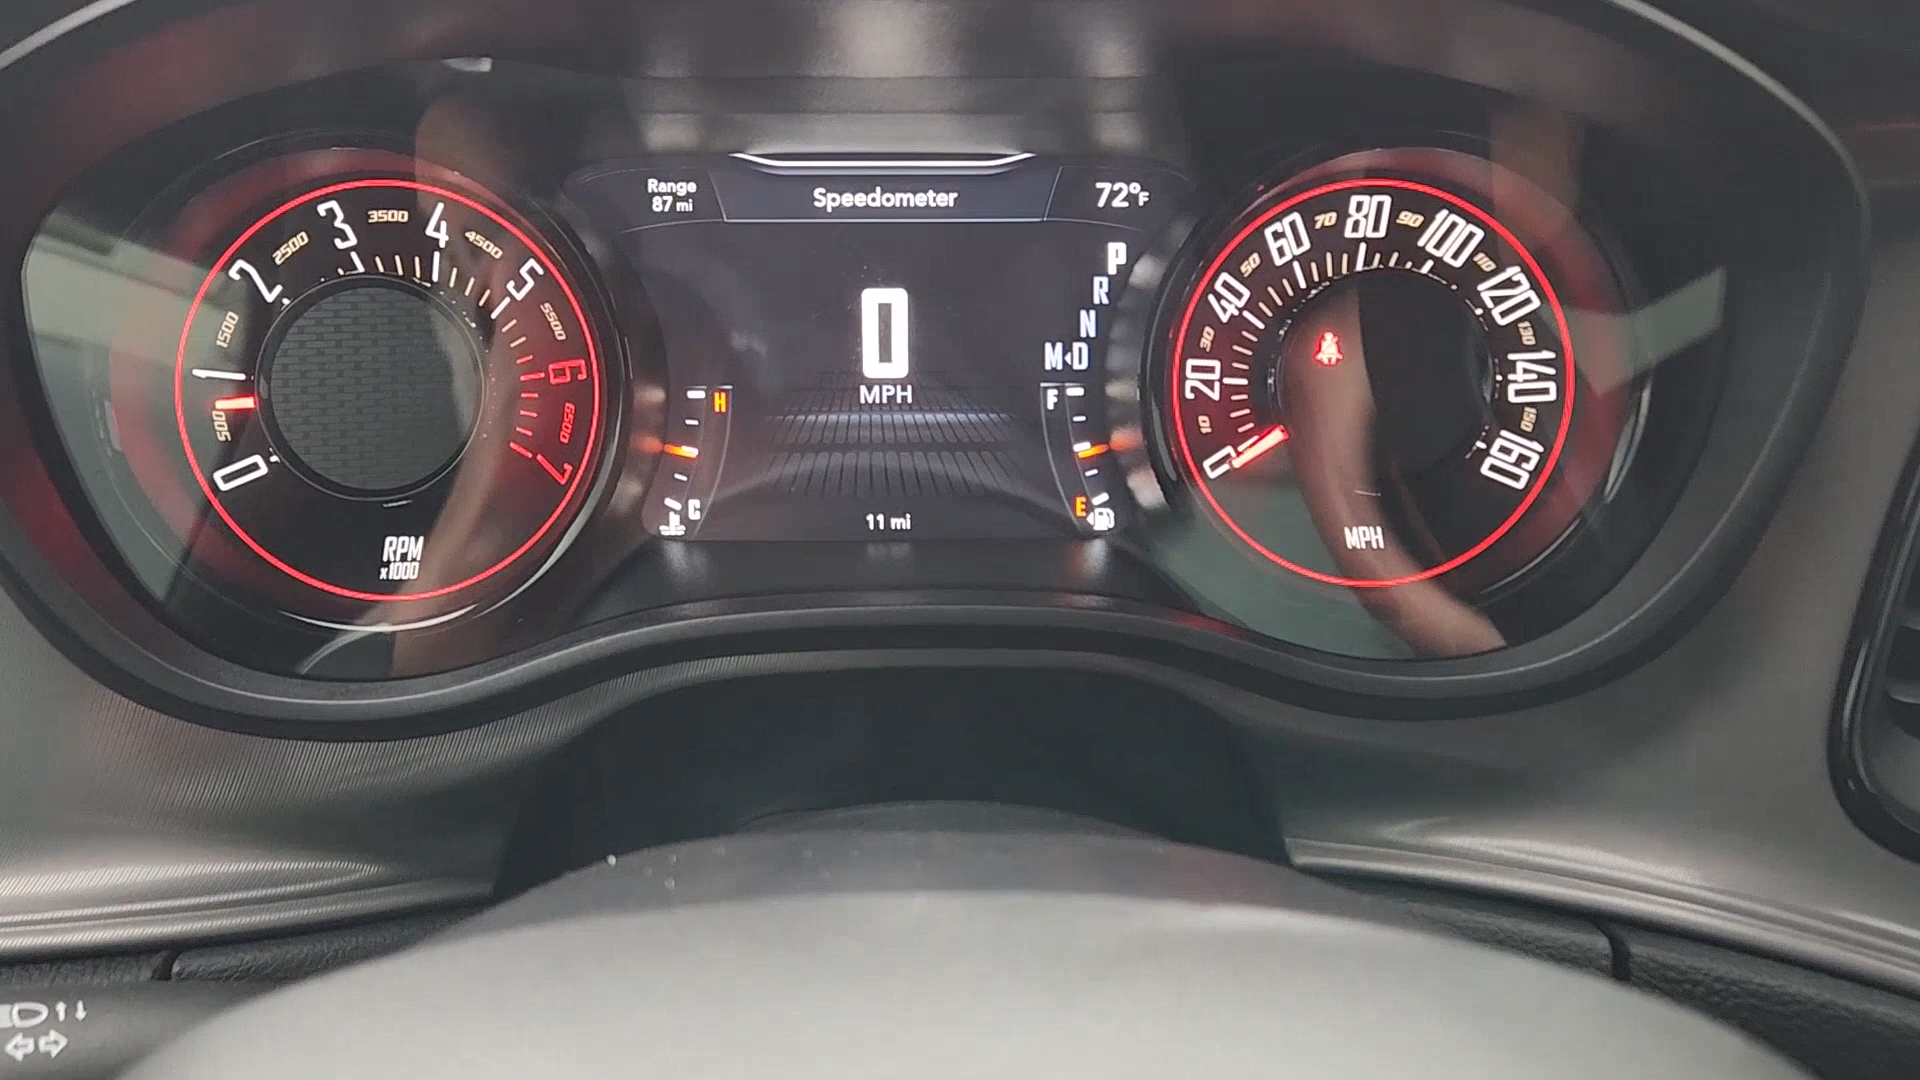 0
500
1
1500
2
2500
3
3500
4
4500
5
5500
6
6500
7
RPM
x1000
Range
87 mi
Speedometer
72°F
0
MPH
P
R
N
M◂D
H
C
F
E
11 mi
0
10
20
30
40
50
60
70
80
90
100
110
120
130
140
150
160
MPH